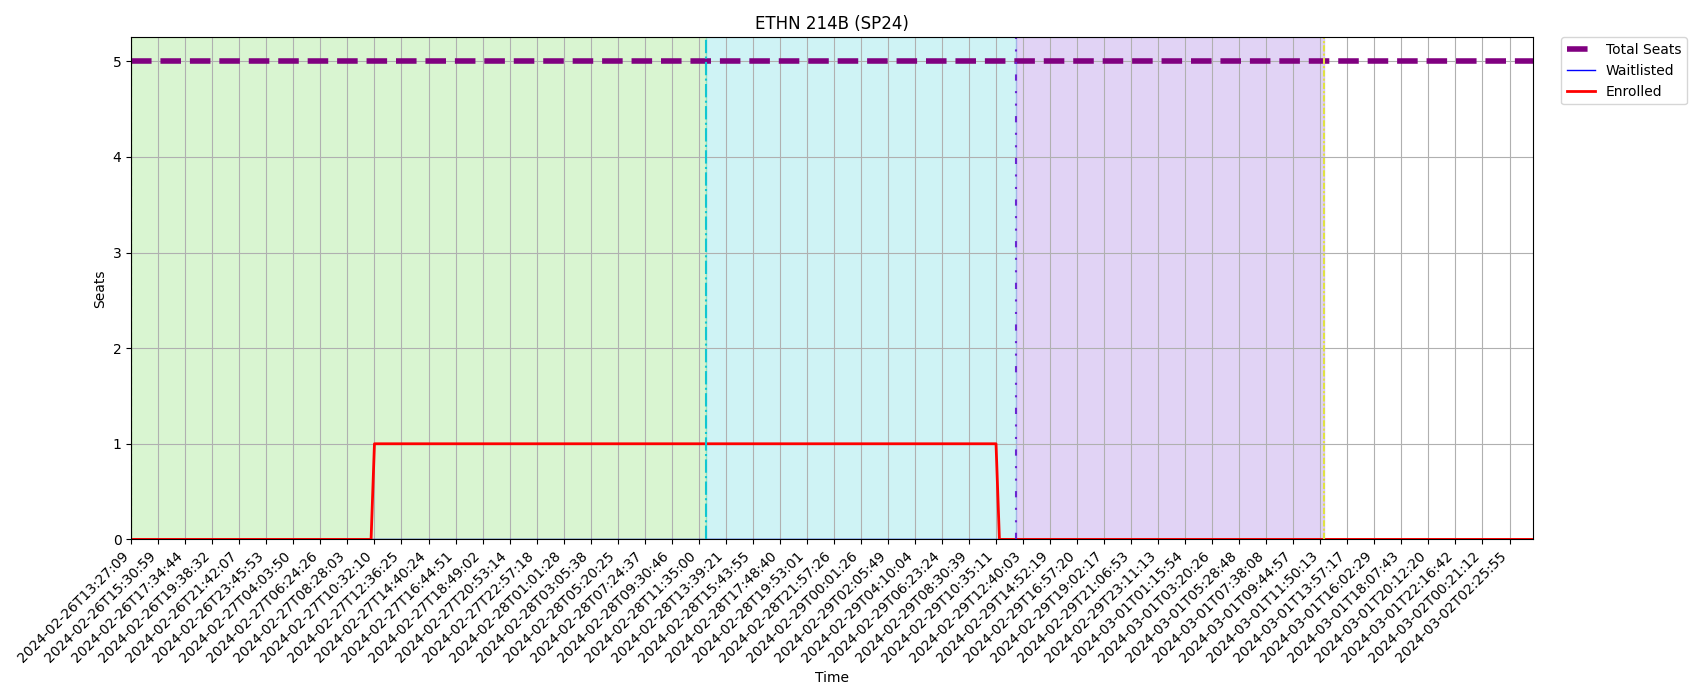 ETHN 214B (SP24)
Total Seats
Waitlisted
Enrolled
Seats
5
4
3
2
1
0
2024-02-26T13:27:09
2024-02-26T15:30:59
2024-02-26T17:34:44
2024-02-26T19:38:32
2024-02-26T21:42:07
2024-02-26T23:45:53
2024-02-27T04:03:50
2024-02-27T06:24:26
2024-02-27T08:28:03
2024-02-27T10:32:10
2024-02-27T12:36:25
2024-02-27T14:40:24
2024-02-27T16:44:51
2024-02-27T18:49:02
2024-02-27T20:53:14
2024-02-27T22:57:18
2024-02-28T01:01:28
2024-02-28T03:05:38
2024-02-28T05:20:25
2024-02-28T07:24:37
2024-02-28T09:30:46
2024-02-28T11:35:00
2024-02-28T13:39:21
2024-02-28T15:43:55
2024-02-28T17:48:40
2024-02-28T19:53:01
2024-02-28T21:57:26
2024-02-29T00:01:26
2024-02-29T02:05:49
2024-02-29T04:10:04
2024-02-29T06:23:24
2024-02-29T08:30:39
2024-02-29T10:35:11
2024-02-29T12:40:03
2024-02-29T14:52:19
2024-02-29T16:57:20
2024-02-29T19:02:17
2024-02-29T21:06:53
2024-02-29T23:11:13
2024-03-01T01:15:54
2024-03-01T03:20:26
2024-03-01T05:28:48
2024-03-01T07:38:08
2024-03-01T09:44:57
2024-03-01T11:50:13
2024-03-01T13:57:17
2024-03-01T16:02:29
2024-03-01T18:07:43
2024-03-01T20:12:20
2024-03-01T22:16:42
2024-03-02T00:21:12
2024-03-02T02:25:55
Time